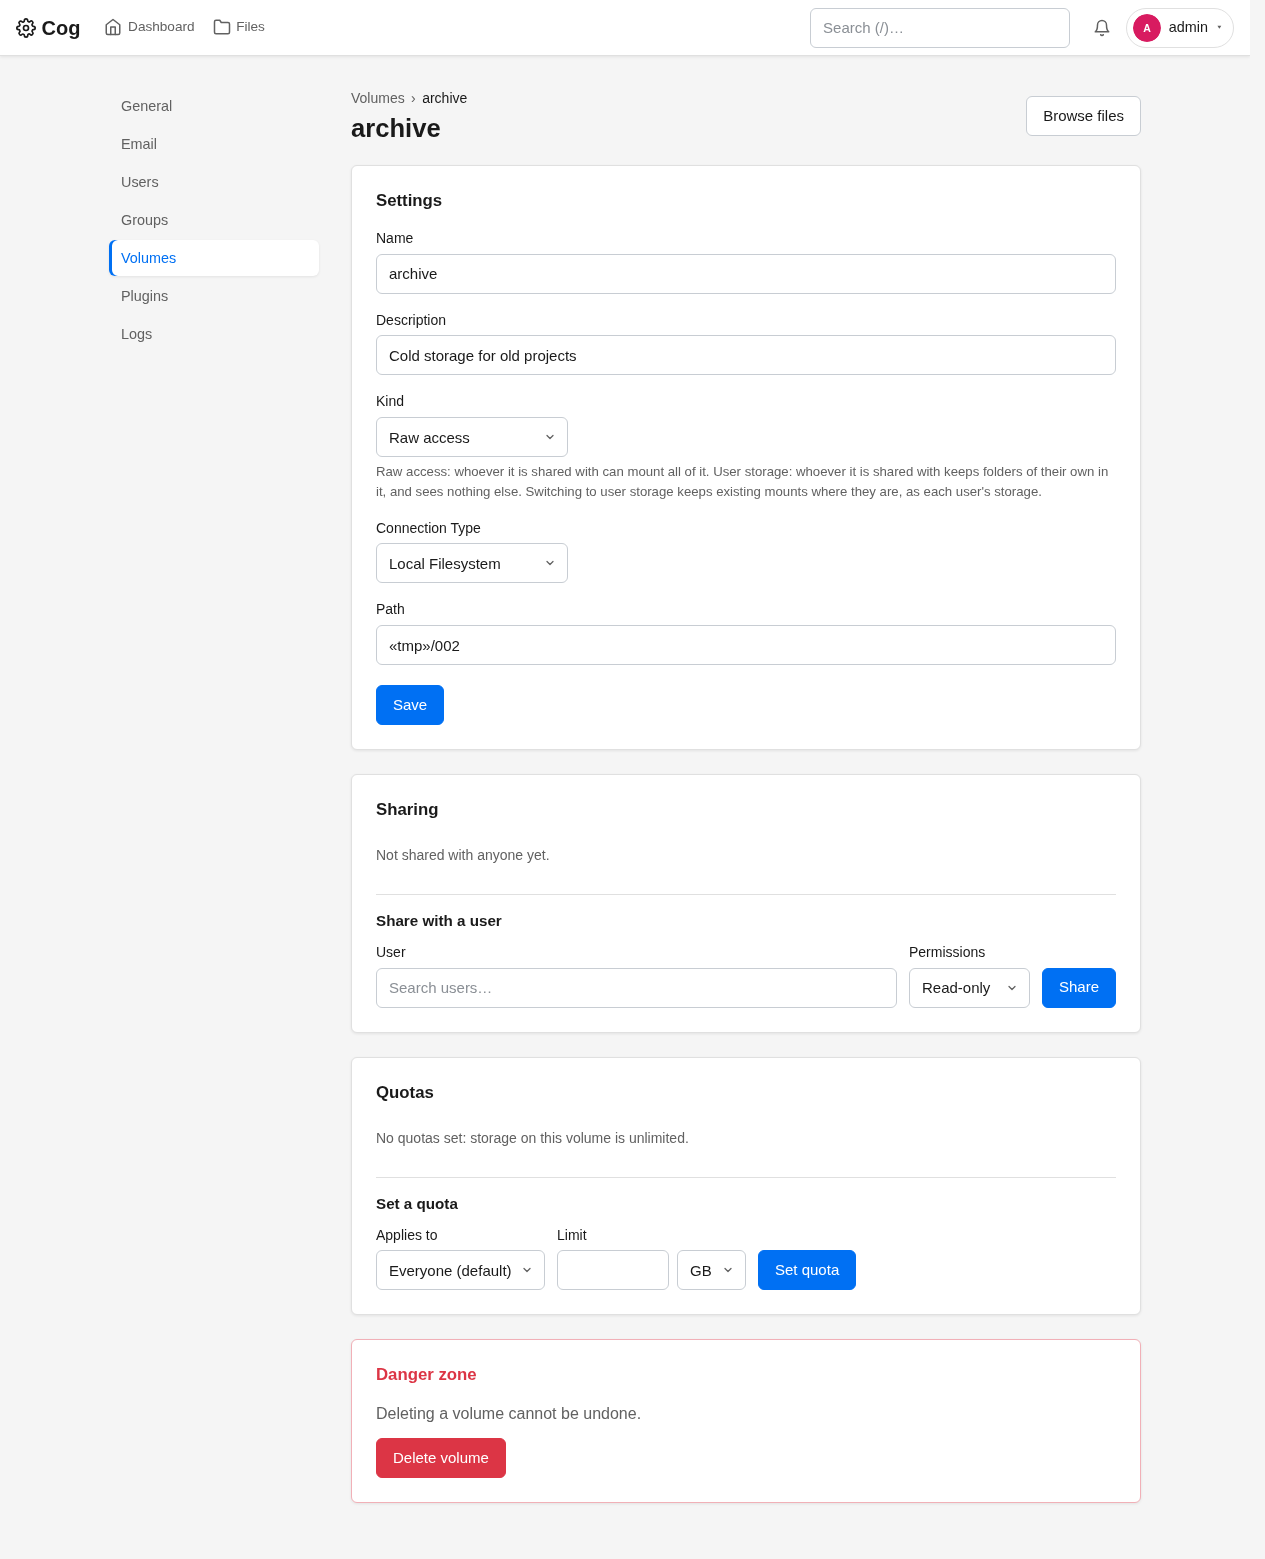 Cog
Dashboard
Files
Search (/)…
A
admin
General
Email
Users
Groups
Volumes
Plugins
Logs
Volumes › archive
archive
Browse files
Settings
Name
archive
Description
Cold storage for old projects
Kind
Raw access
Raw access: whoever it is shared with can mount all of it. User storage: whoever it is shared with keeps folders of their own in
it, and sees nothing else. Switching to user storage keeps existing mounts where they are, as each user's storage.
Connection Type
Local Filesystem
Path
«tmp»/002
Save
Sharing
Not shared with anyone yet.
Share with a user
User
Permissions
Search users…
Read-only
Share
Quotas
No quotas set: storage on this volume is unlimited.
Set a quota
Applies to
Limit
Everyone (default)
GB
Set quota
Danger zone
Deleting a volume cannot be undone.
Delete volume